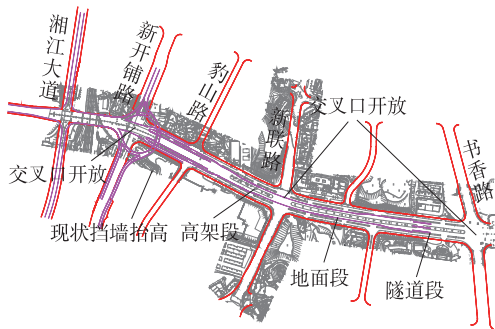 湘江大道
新开铺路
豹山路
新联路
交叉口开放
书香路
交叉口开放
现状挡墙抬高
高架段
地面段
隧道段